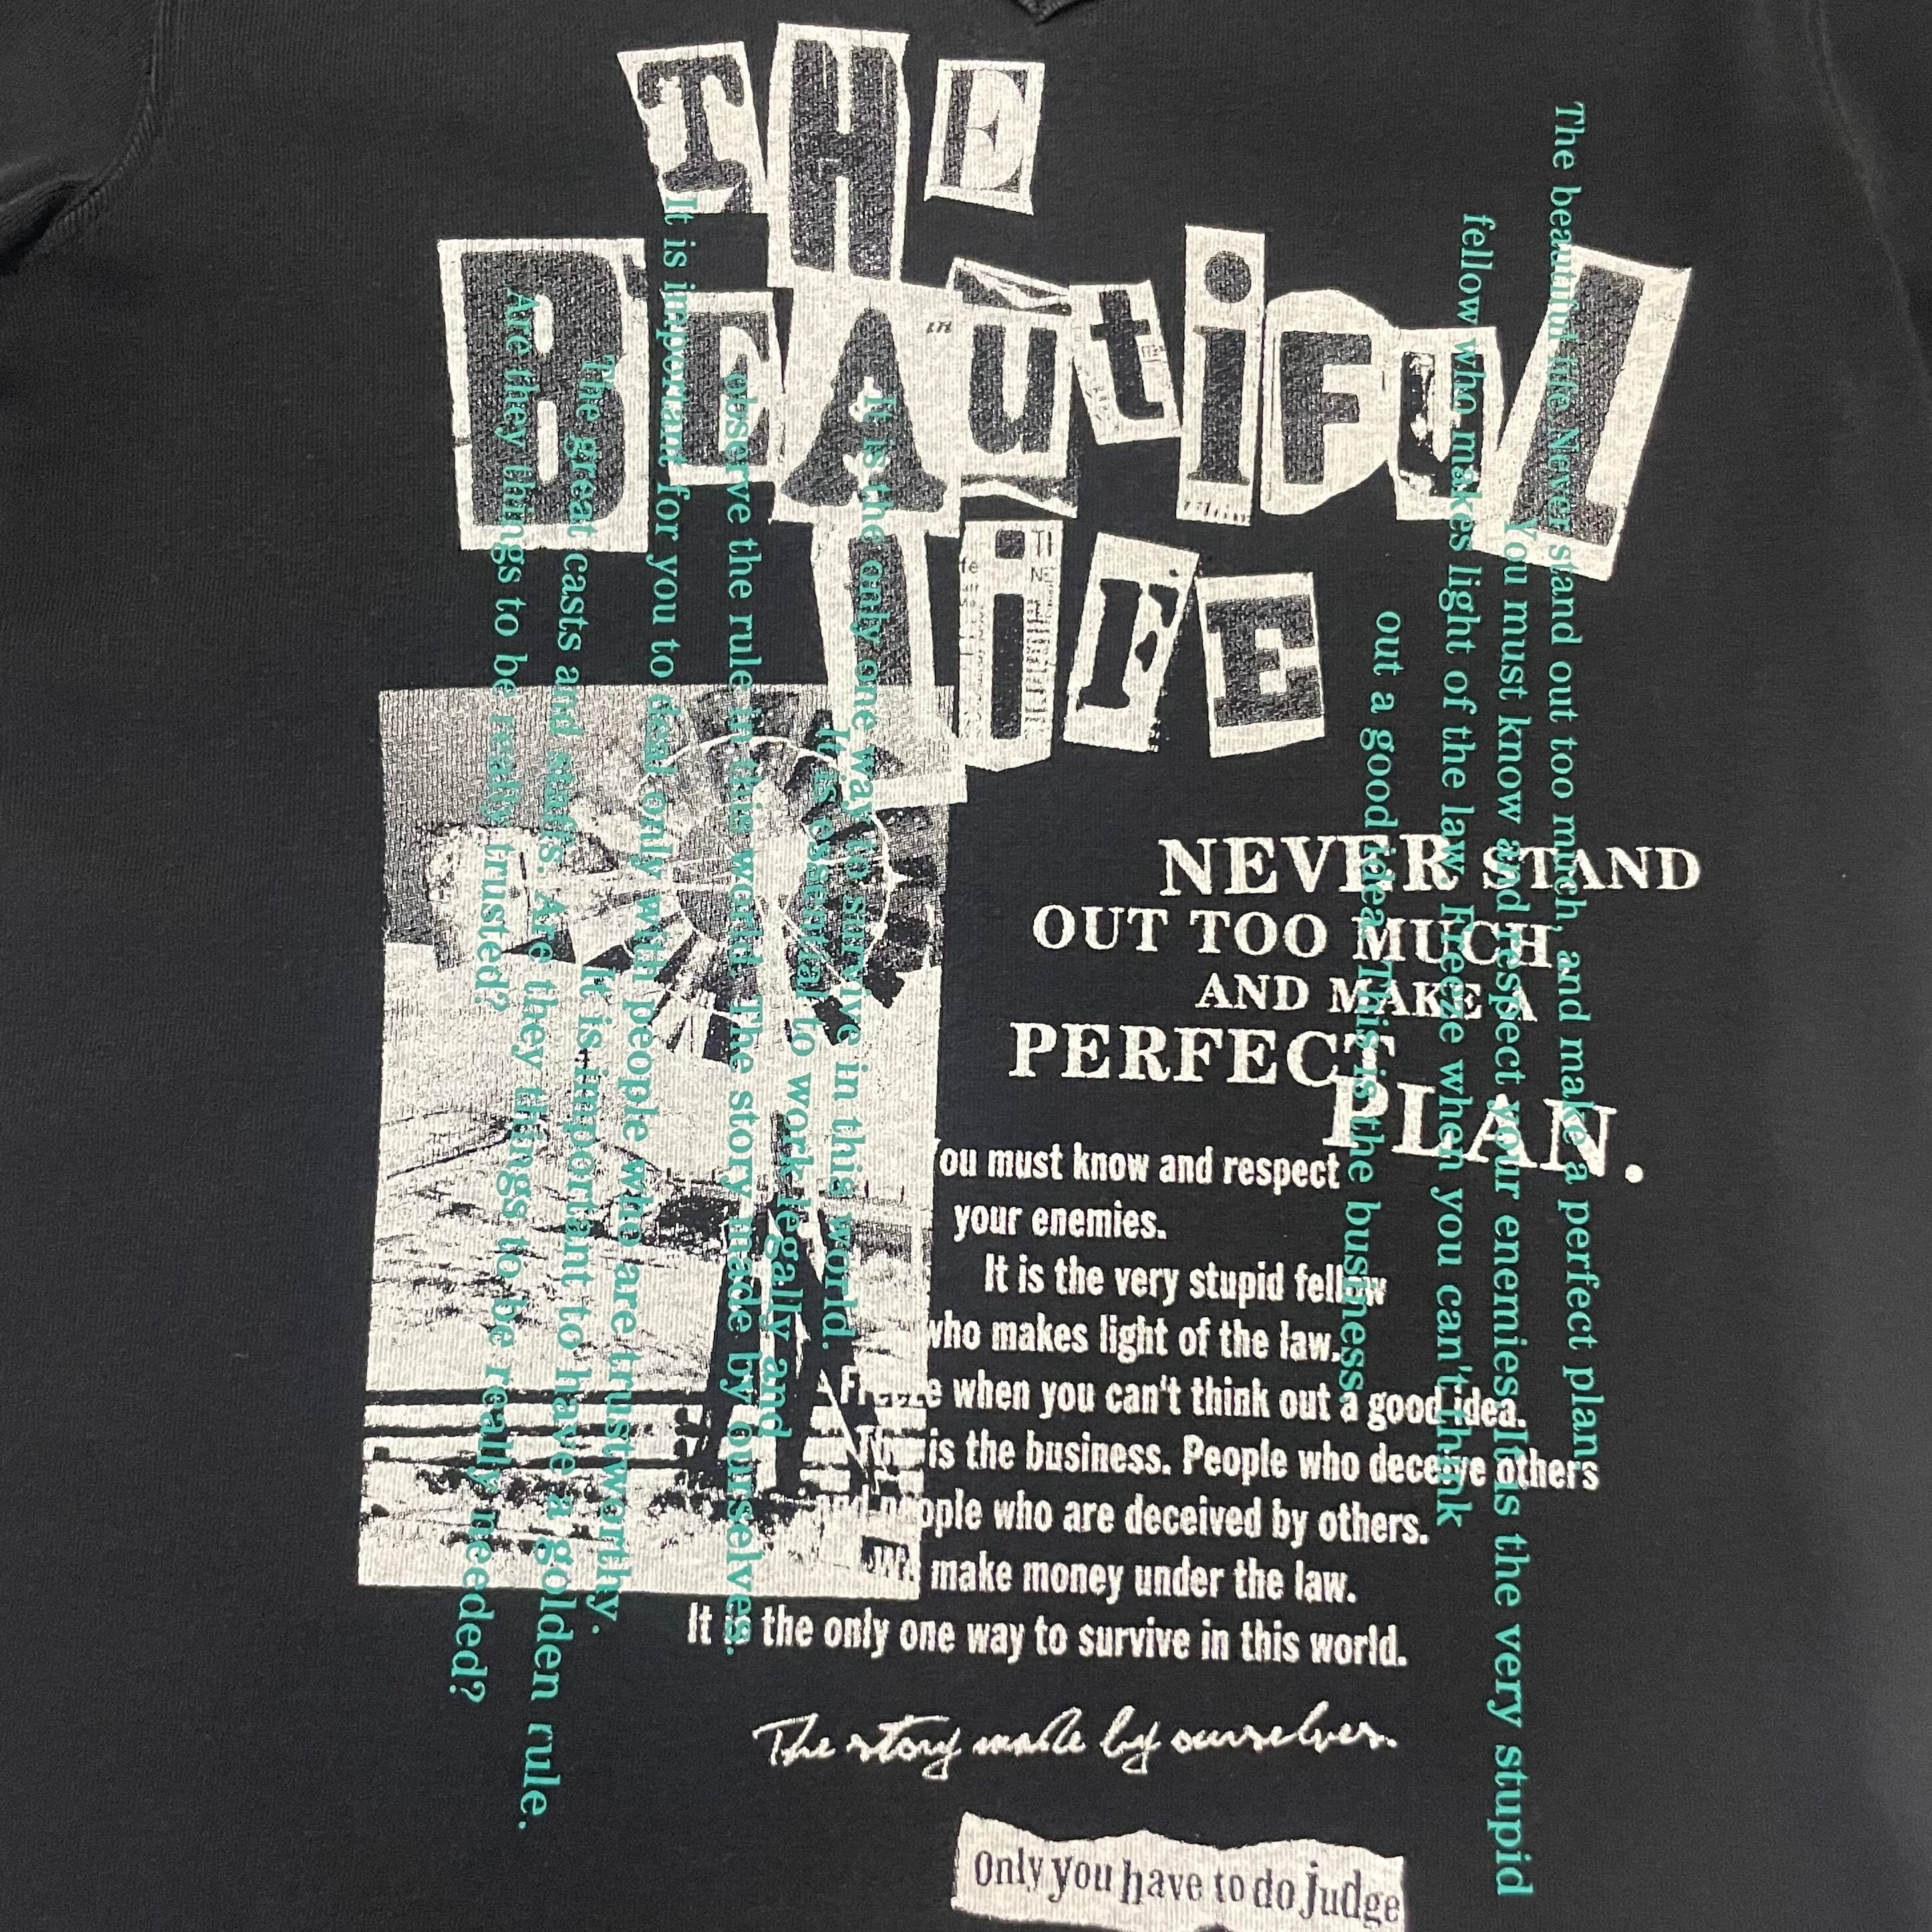 THE
BEAutiFuL
LiFE
NEVER STAND
OUT TOO MUCH,
AND MAKE A
PERFECT
PLAN.
You must know and respect
your enemies.
It is the very stupid fellow
who makes light of the law.
Freeze when you can't think out a good idea.
This is the business. People who deceive others
and people who are deceived by others.
We make money under the law.
It is the only one way to survive in this world.
The story made by ourselves.
only you have to do judge
The beautiful life Never stand out too much, and make a perfect plan.
You must know and respect your enemies.It is the very stupid
fellow who makes light of the law. Freeze when you can't think
out a good idea. This is the business
It is the only one way to survive in this world.
It is essential to work legally and
observe the rule in this world. The story made by ourselves.
It is important for you to deal only with people who are trustworthy.
It is important to have a golden rule.
The great casts and staffs. Are they things to be really needed?
Are they things to be really trusted?